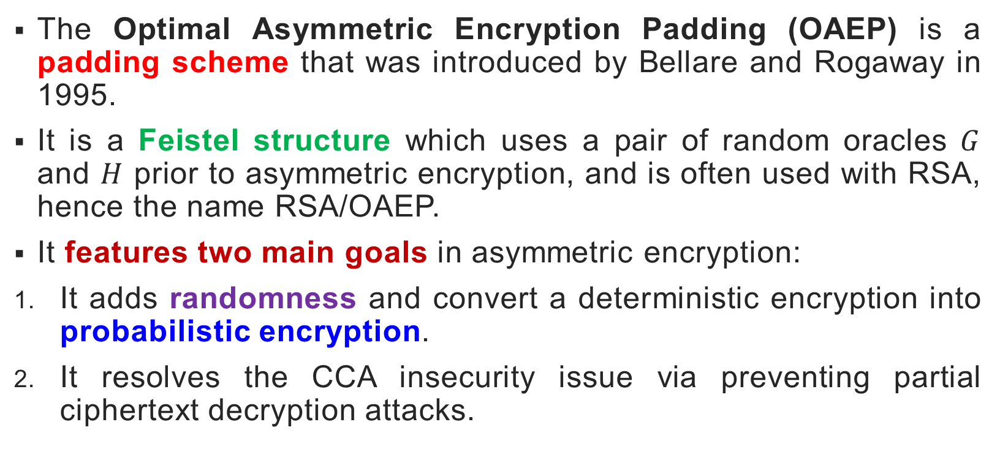 ▪ The Optimal Asymmetric Encryption Padding (OAEP) is a
padding scheme that was introduced by Bellare and Rogaway in
1995.
▪ It is a Feistel structure which uses a pair of random oracles G
and H prior to asymmetric encryption, and is often used with RSA,
hence the name RSA/OAEP.
▪ It features two main goals in asymmetric encryption:
1. It adds randomness and convert a deterministic encryption into
probabilistic encryption.
2. It resolves the CCA insecurity issue via preventing partial
ciphertext decryption attacks.